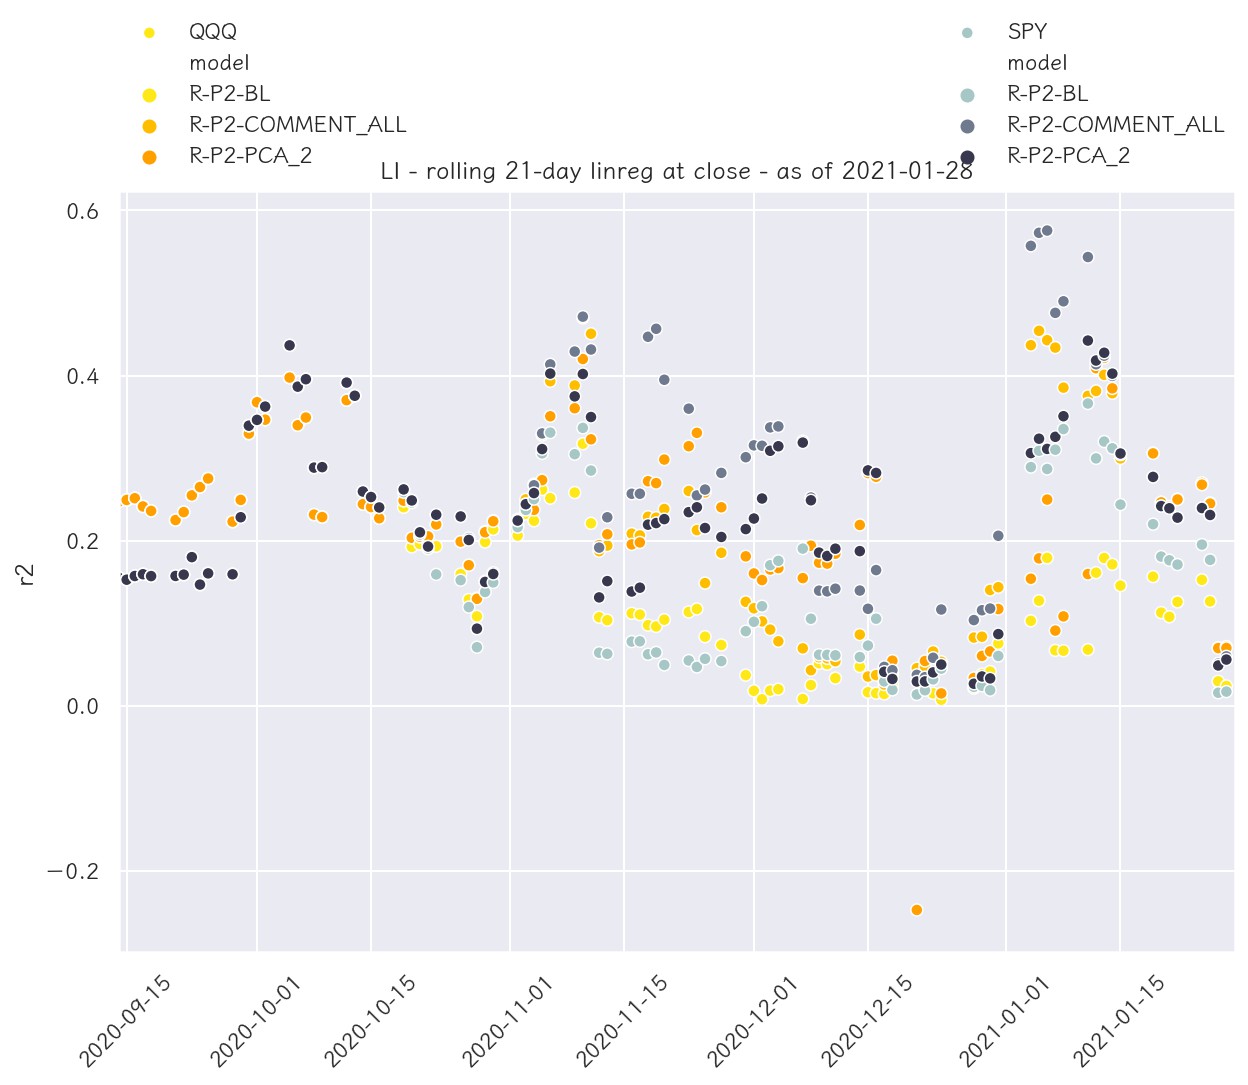 QQQ
model
R-P2-BL
R-P2-COMMENT_ALL
R-P2-PCA_2
SPY
model
R-P2-BL
R-P2-COMMENT_ALL
R-P2-PCA_2
LI - rolling 21-day linreg at close - as of 2021-01-28
0.6
0.4
0.2
0.0
−0.2
r2
2020-09-15
2020-10-01
2020-10-15
2020-11-01
2020-11-15
2020-12-01
2020-12-15
2021-01-01
2021-01-15